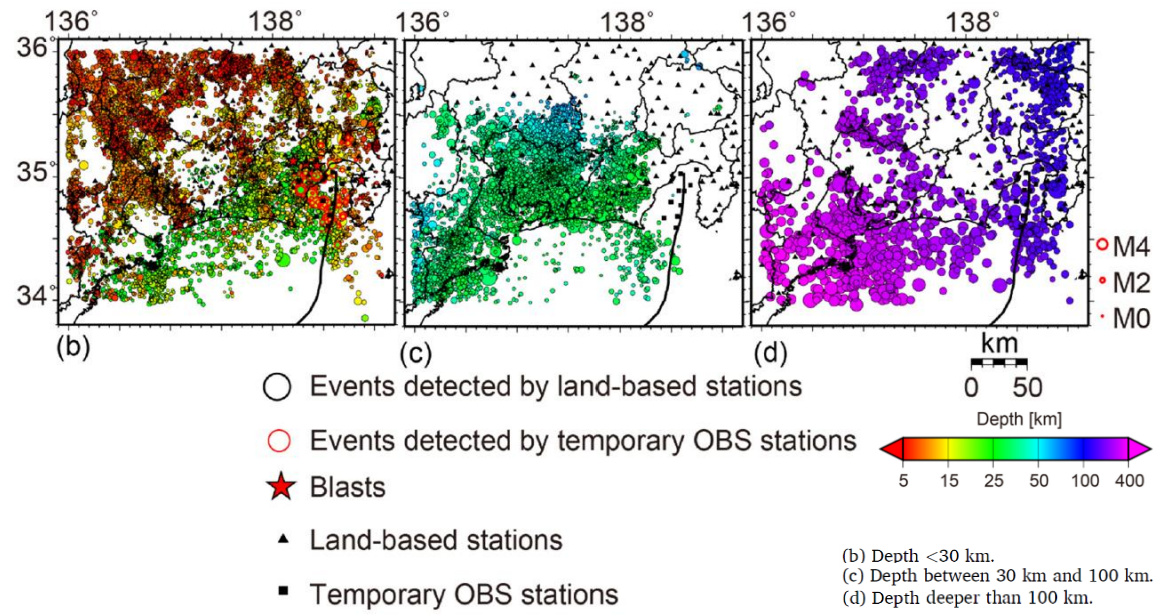 136° 138° 136° 138° 138°
36°
35°
34°
M4
M2
M0
(b) (c) (d)
km
0 50
Events detected by land-based stations
Events detected by temporary OBS stations
Blasts
Land-based stations
Temporary OBS stations
Depth [km]
5 15 25 50 100 400
(b) Depth <30 km.
(c) Depth between 30 km and 100 km.
(d) Depth deeper than 100 km.